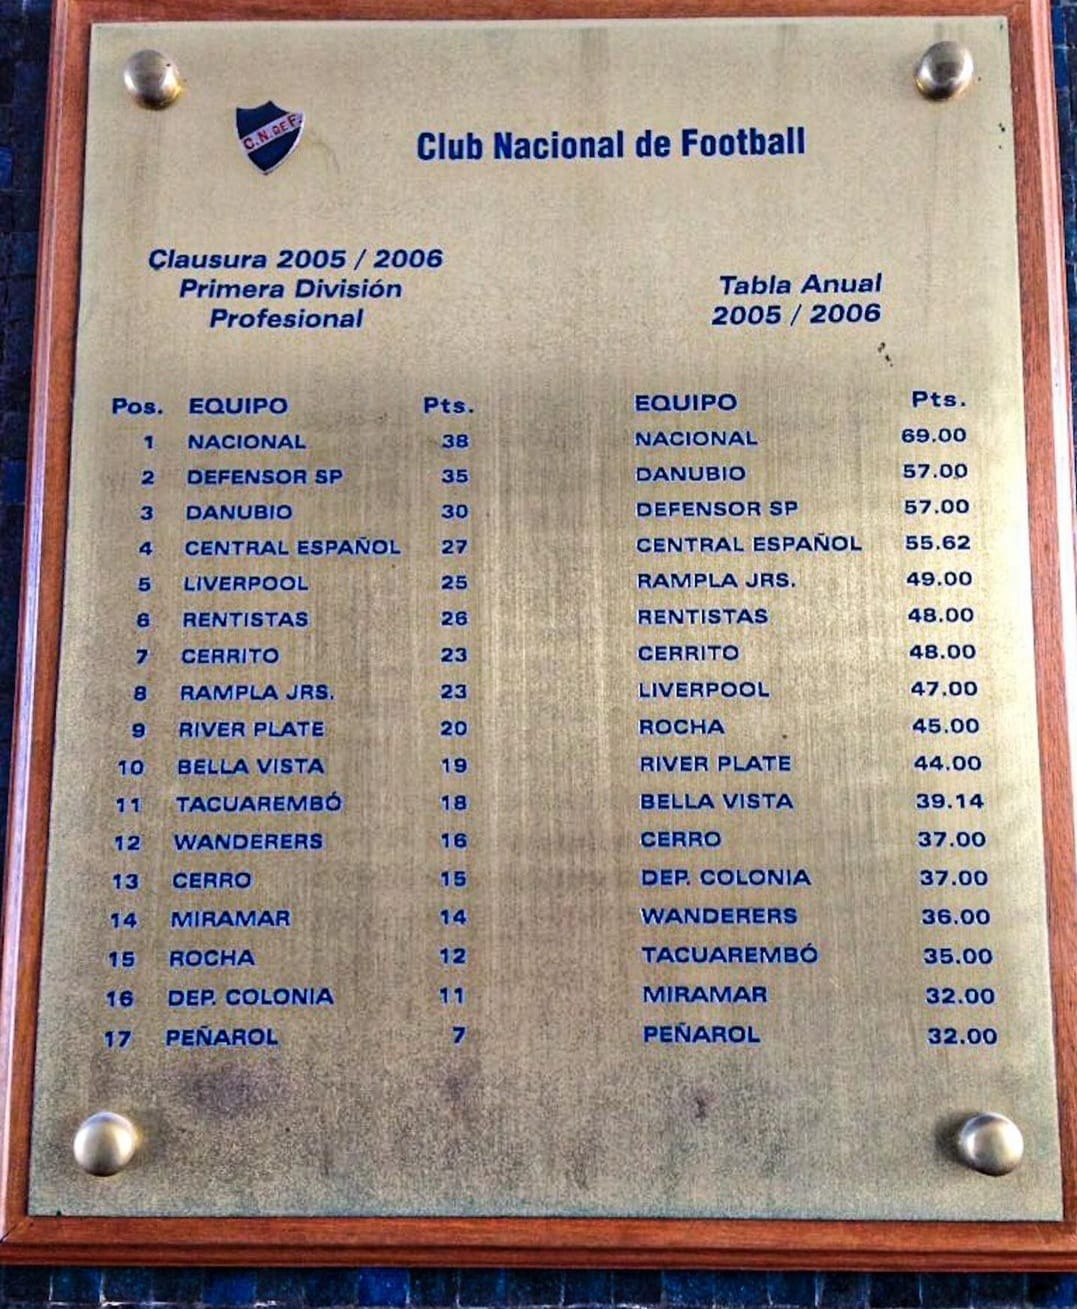 C.N.DEF.
Club Nacional de Football
Clausura 2005 / 2006
Primera División
Profesional
Pos. EQUIPO Pts.
1 NACIONAL 38
2 DEFENSOR SP 35
3 DANUBIO 30
4 CENTRAL ESPAÑOL 27
5 LIVERPOOL 25
6 RENTISTAS 26
7 CERRITO 23
8 RAMPLA JRS. 23
9 RIVER PLATE 20
10 BELLA VISTA 19
11 TACUAREMBÓ 18
12 WANDERERS 16
13 CERRO 15
14 MIRAMAR 14
15 ROCHA 12
16 DEP. COLONIA 11
17 PEÑAROL 7
Tabla Anual
2005 / 2006
EQUIPO Pts.
NACIONAL 69.00
DANUBIO 57.00
DEFENSOR SP 57.00
CENTRAL ESPAÑOL 55.62
RAMPLA JRS. 49.00
RENTISTAS 48.00
CERRITO 48.00
LIVERPOOL 47.00
ROCHA 45.00
RIVER PLATE 44.00
BELLA VISTA 39.14
CERRO 37.00
DEP. COLONIA 37.00
WANDERERS 36.00
TACUAREMBÓ 35.00
MIRAMAR 32.00
PEÑAROL 32.00